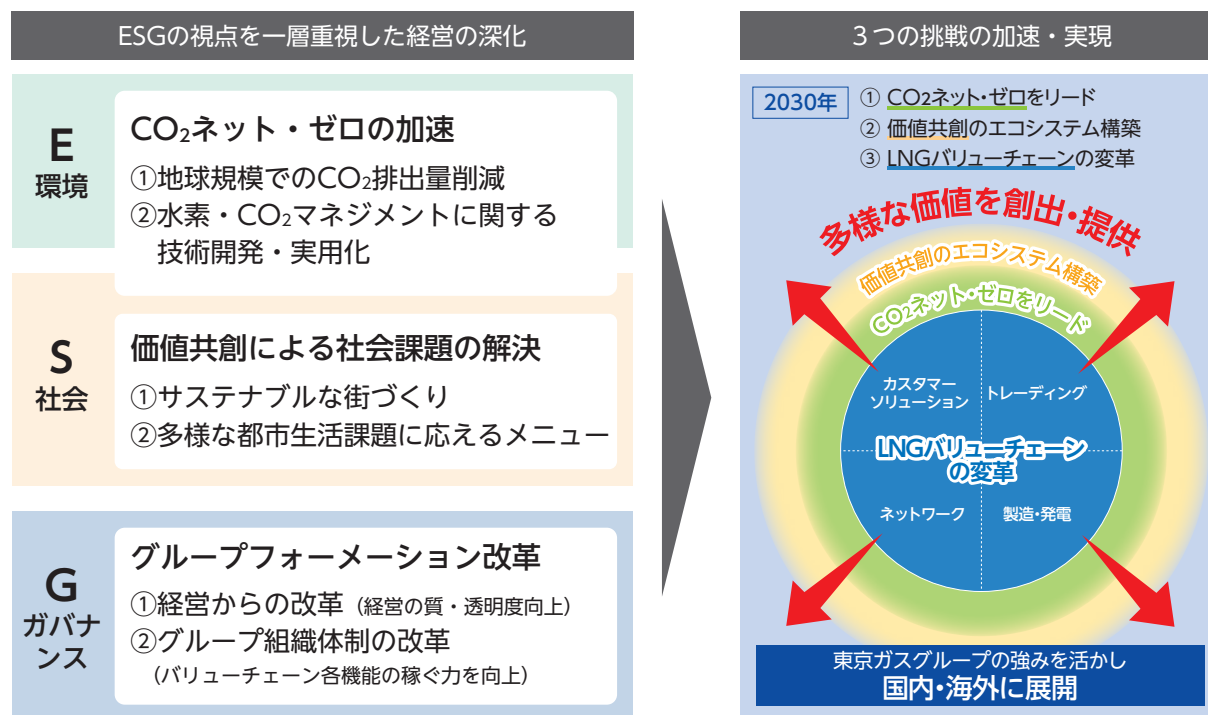 ESGの視点を一層重視した経営の深化
E
環境
CO₂ネット・ゼロの加速
①地球規模でのCO₂排出量削減
②水素・CO₂マネジメントに関する
技術開発・実用化
S
社会
価値共創による社会課題の解決
①サステナブルな街づくり
②多様な都市生活課題に応えるメニュー
G
ガバナ
ンス
グループフォーメーション改革
①経営からの改革（経営の質・透明度向上）
②グループ組織体制の改革
（バリューチェーン各機能の稼ぐ力を向上）
３つの挑戦の加速・実現
2030年
① CO2ネット・ゼロをリード
② 価値共創のエコシステム構築
③ LNGバリューチェーンの変革
多様な価値を創出・提供
価値共創のエコシステム構築
CO2ネット・ゼロをリード
カスタマー
ソリューション
トレーディング
LNGバリューチェーン
の変革
ネットワーク
製造・発電
東京ガスグループの強みを活かし
国内・海外に展開